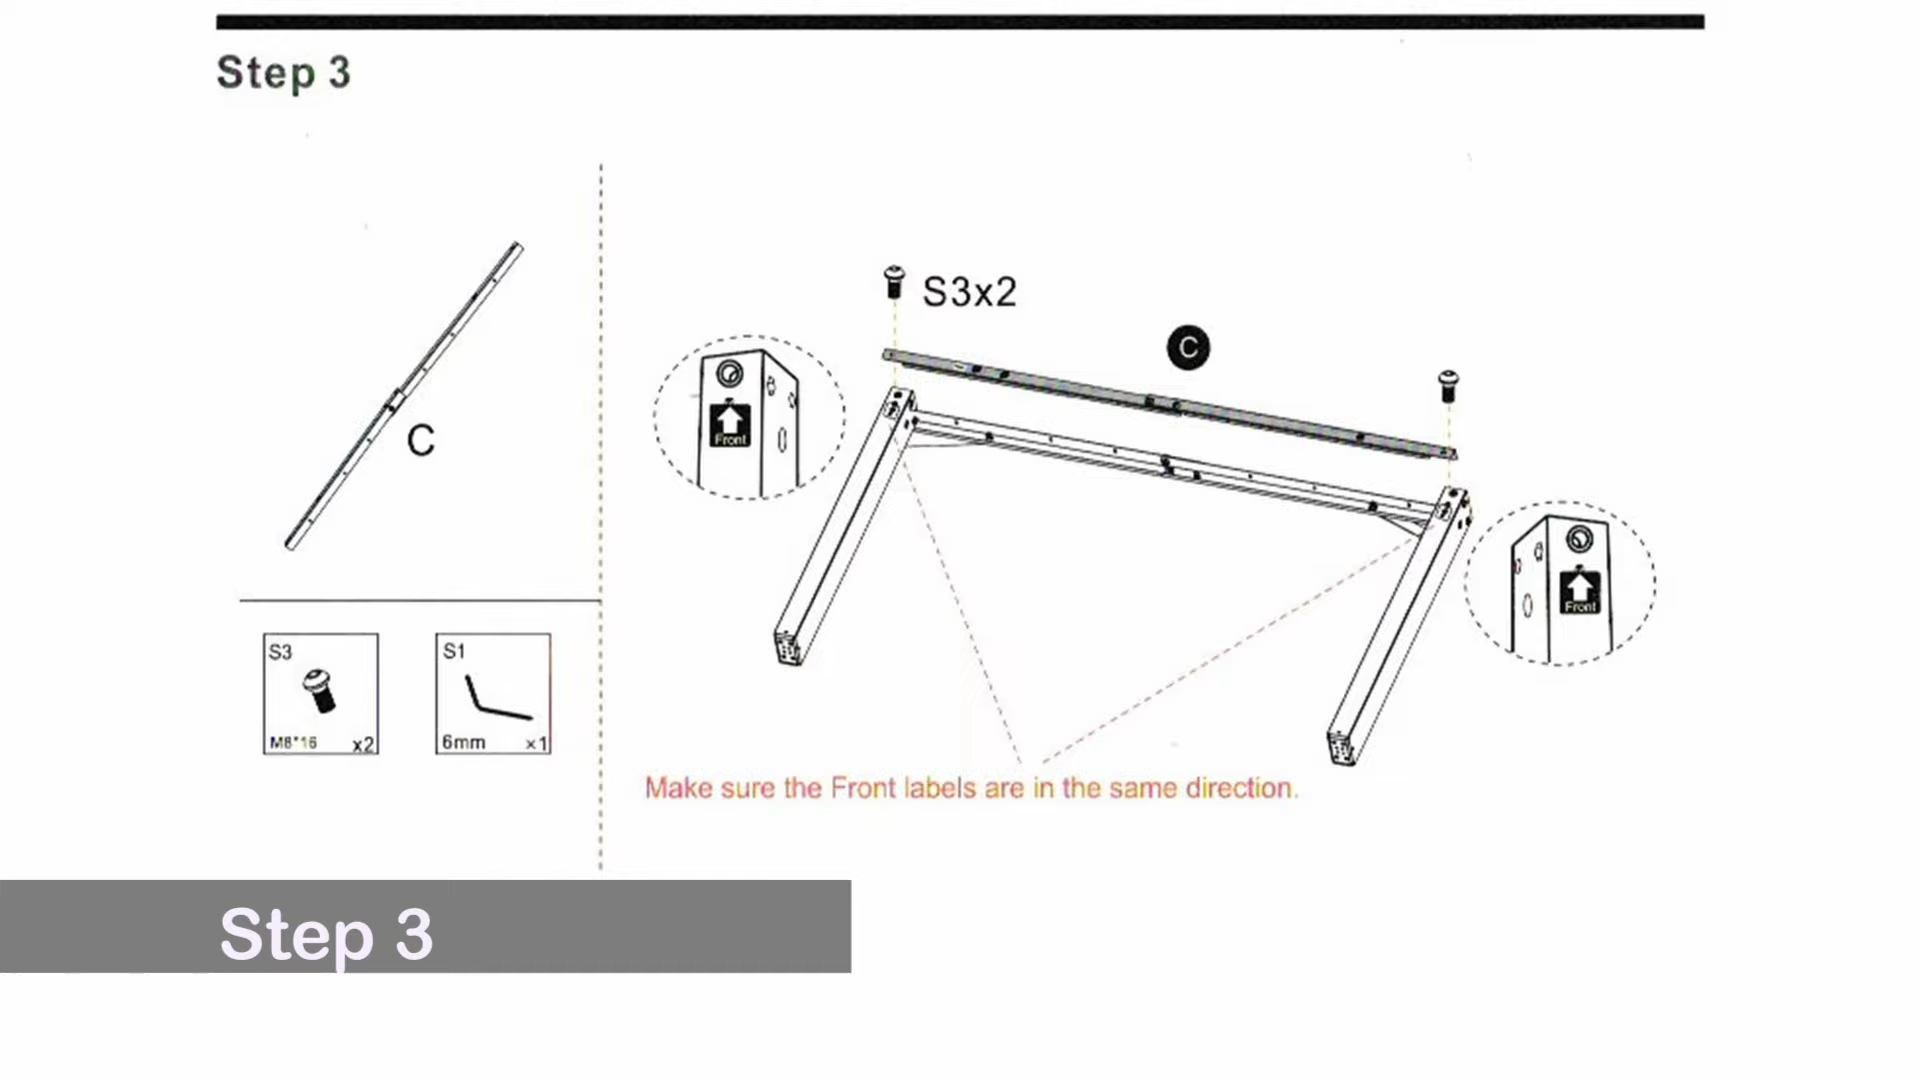 Step 3
C
S3
M8*16 x2
S1
6mm ×1
S3x2
C
Front
Front
Make sure the Front labels are in the same direction.
Step 3